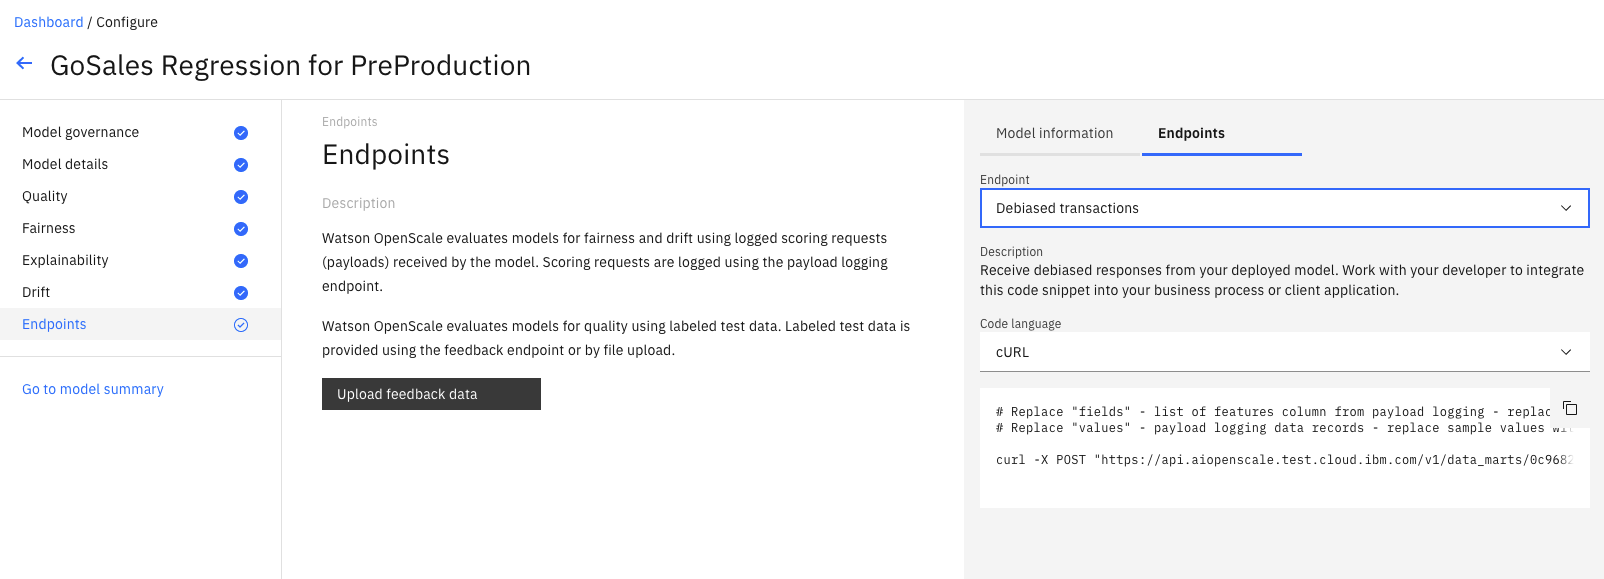 Dashboard / Configure
GoSales Regression for PreProduction
Model governance
Model details
Quality
Fairness
Explainability
Drift
Endpoints
Go to model summary
Endpoints
Endpoints
Description
Watson OpenScale evaluates models for fairness and drift using logged scoring requests
(payloads) received by the model. Scoring requests are logged using the payload logging
endpoint.
Watson OpenScale evaluates models for quality using labeled test data. Labeled test data is
provided using the feedback endpoint or by file upload.
Upload feedback data
Model information
Endpoints
Endpoint
Debiased transactions
Description
Receive debiased responses from your deployed model. Work with your developer to integrate
this code snippet into your business process or client application.
Code language
cURL
# Replace "fields" - list of features column from payload logging - replac
# Replace "values" - payload logging data records - replace sample values wi
curl -X POST "https://api.aiopenscale.test.cloud.ibm.com/v1/data_marts/0c9682